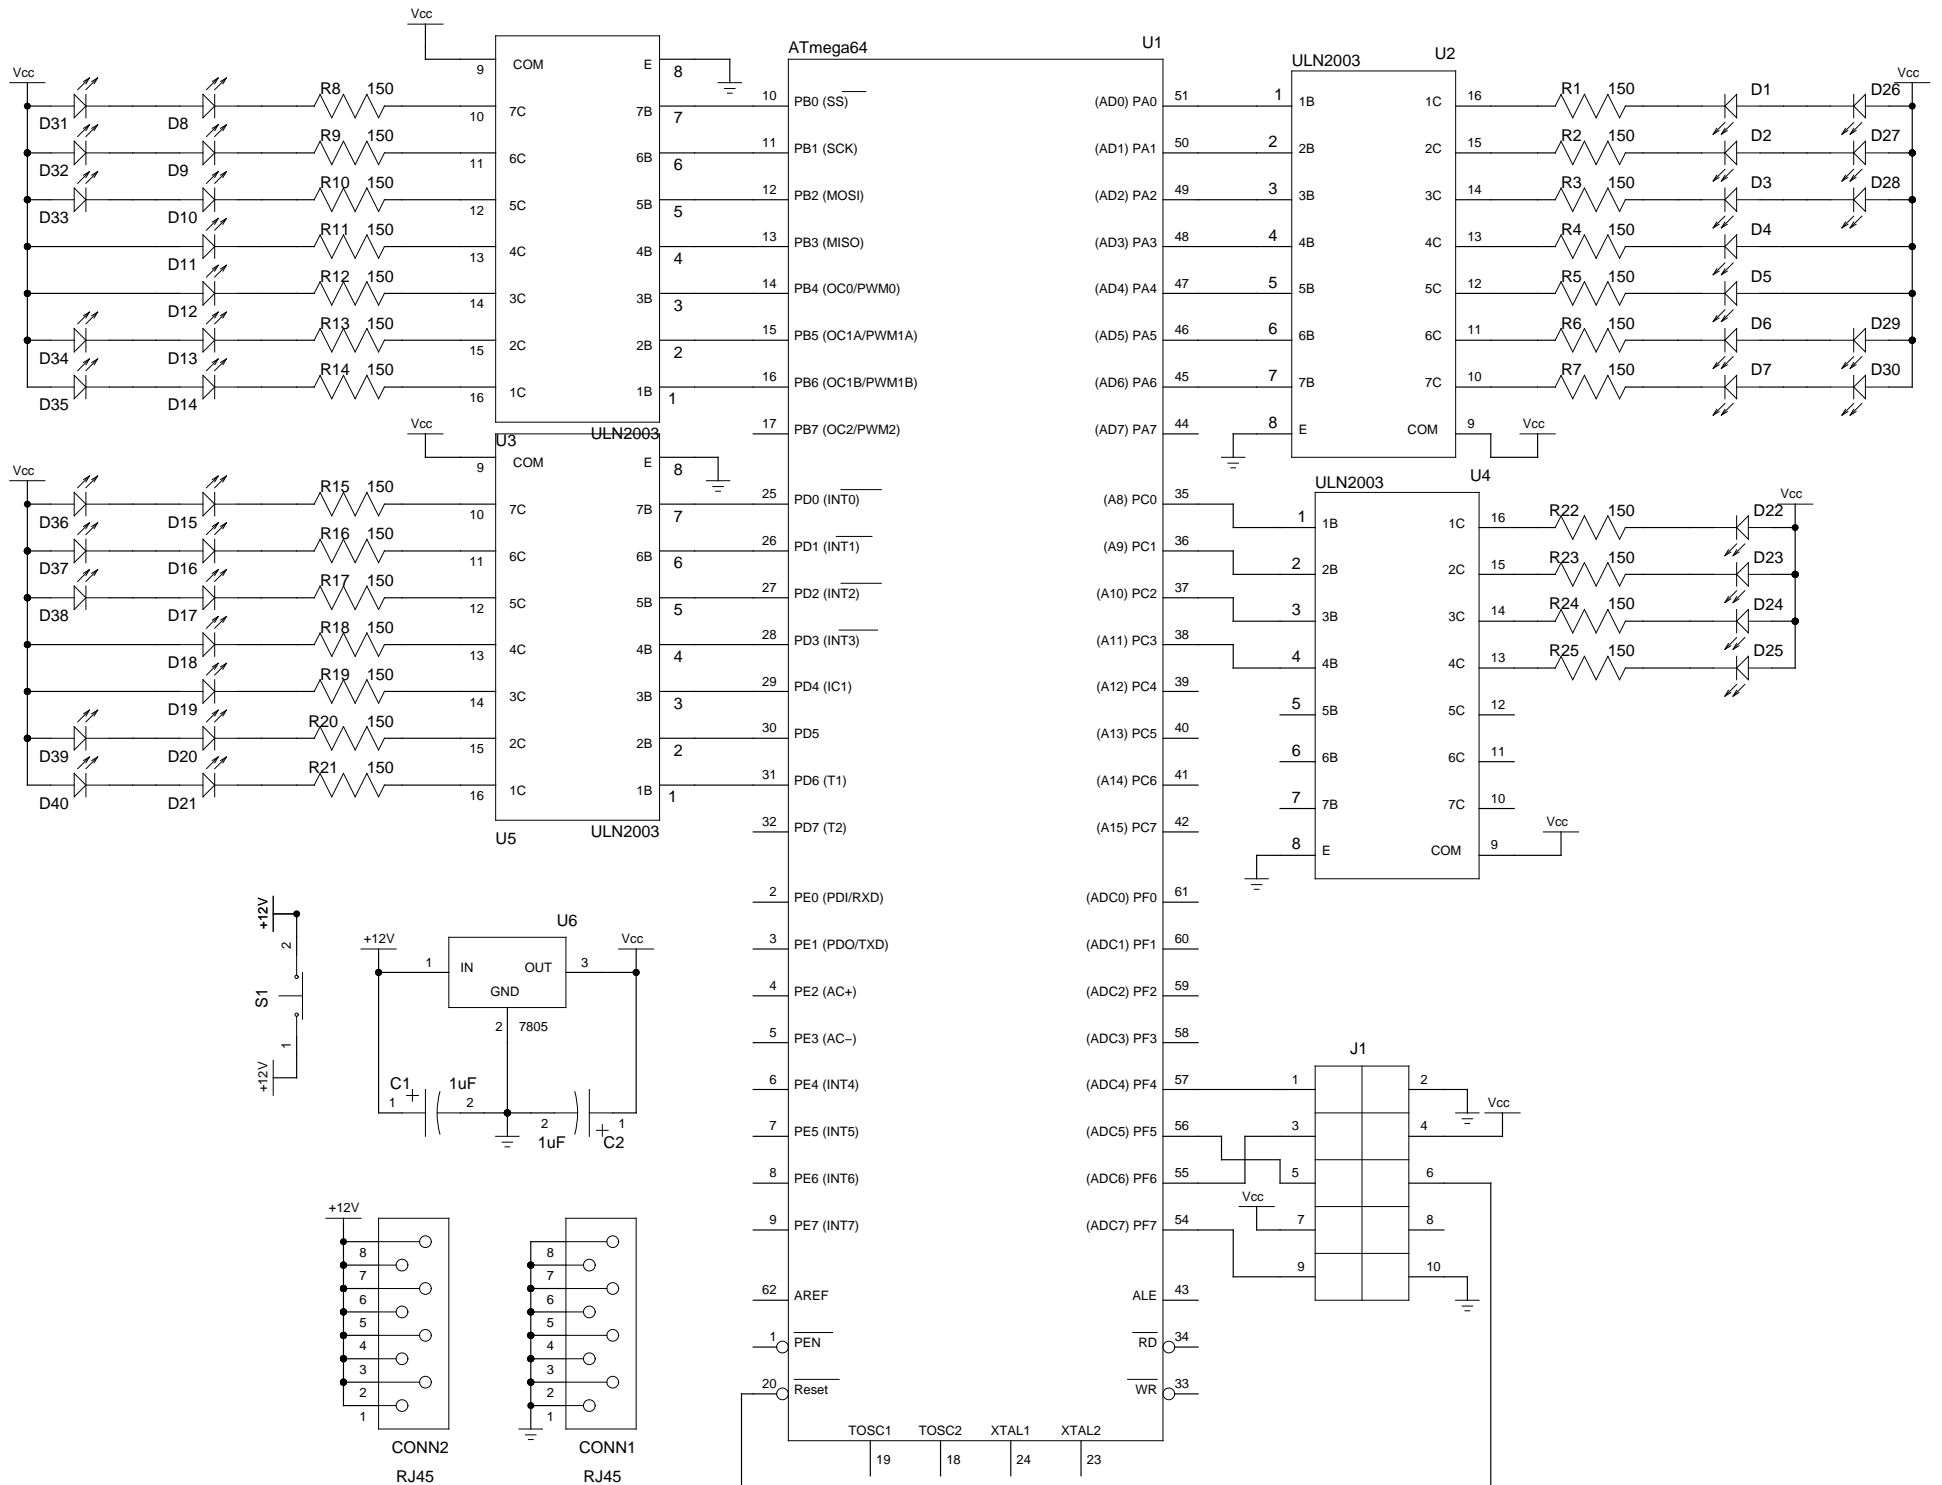 Vcc
COM E
9 8
Vcc
R8 150
D31 D8 10 7C 7B 7
R9 150
D32 D9 11 6C 6B 6
R10 150
D33 D10 12 5C 5B 5
R11 150
D11 13 4C 4B 4
R12 150
D12 14 3C 3B 3
R13 150
D34 D13 15 2C 2B 2
R14 150
D35 D14 16 1C 1B 1
U3 ULN2003
Vcc
COM E
9 8
Vcc
R15 150
D36 D15 10 7C 7B 7
R16 150
D37 D16 11 6C 6B 6
R17 150
D38 D17 12 5C 5B 5
R18 150
D18 13 4C 4B 4
R19 150
D19 14 3C 3B 3
R20 150
D39 D20 15 2C 2B 2
R21 150
D40 D21 16 1C 1B 1
U5 ULN2003
ATmega64 U1
10 PB0 (SS) (AD0) PA0 51
11 PB1 (SCK) (AD1) PA1 50
12 PB2 (MOSI) (AD2) PA2 49
13 PB3 (MISO) (AD3) PA3 48
14 PB4 (OC0/PWM0) (AD4) PA4 47
15 PB5 (OC1A/PWM1A) (AD5) PA5 46
16 PB6 (OC1B/PWM1B) (AD6) PA6 45
17 PB7 (OC2/PWM2) (AD7) PA7 44
25 PD0 (INT0) (A8) PC0 35
26 PD1 (INT1) (A9) PC1 36
27 PD2 (INT2) (A10) PC2 37
28 PD3 (INT3) (A11) PC3 38
29 PD4 (IC1) (A12) PC4 39
30 PD5 (A13) PC5 40
31 PD6 (T1) (A14) PC6 41
32 PD7 (T2) (A15) PC7 42
2 PE0 (PDI/RXD) (ADC0) PF0 61
3 PE1 (PDO/TXD) (ADC1) PF1 60
4 PE2 (AC+) (ADC2) PF2 59
5 PE3 (AC−) (ADC3) PF3 58
6 PE4 (INT4) (ADC4) PF4 57
7 PE5 (INT5) (ADC5) PF5 56
8 PE6 (INT6) (ADC6) PF6 55
9 PE7 (INT7) (ADC7) PF7 54
62 AREF ALE 43
1 PEN RD 34
20 Reset WR 33
TOSC1 TOSC2 XTAL1 XTAL2
19 18 24 23
ULN2003 U2
Vcc
1 1B 1C 16 R1 150 D1 D26
2 2B 2C 15 R2 150 D2 D27
3 3B 3C 14 R3 150 D3 D28
4 4B 4C 13 R4 150 D4
5 5B 5C 12 R5 150 D5
6 6B 6C 11 R6 150 D6 D29
7 7B 7C 10 R7 150 D7 D30
8 E COM 9 Vcc
ULN2003 U4
Vcc
1 1B 1C 16 R22 150 D22
2 2B 2C 15 R23 150 D23
3 3B 3C 14 R24 150 D24
4 4B 4C 13 R25 150 D25
5 5B 5C 12
6 6B 6C 11
7 7B 7C 10
8 E COM 9 Vcc
+12V
2
S1
1
+12V
U6
+12V Vcc
1 IN OUT 3
GND
2 7805
C1 + 1uF
1 2 2 1
1uF + C2
+12V
8
7
6
5
4
3
2
1
CONN2
RJ45
8
7
6
5
4
3
2
1
CONN1
RJ45
J1
1 2
Vcc
3 4
5 6
Vcc
7 8
9 10